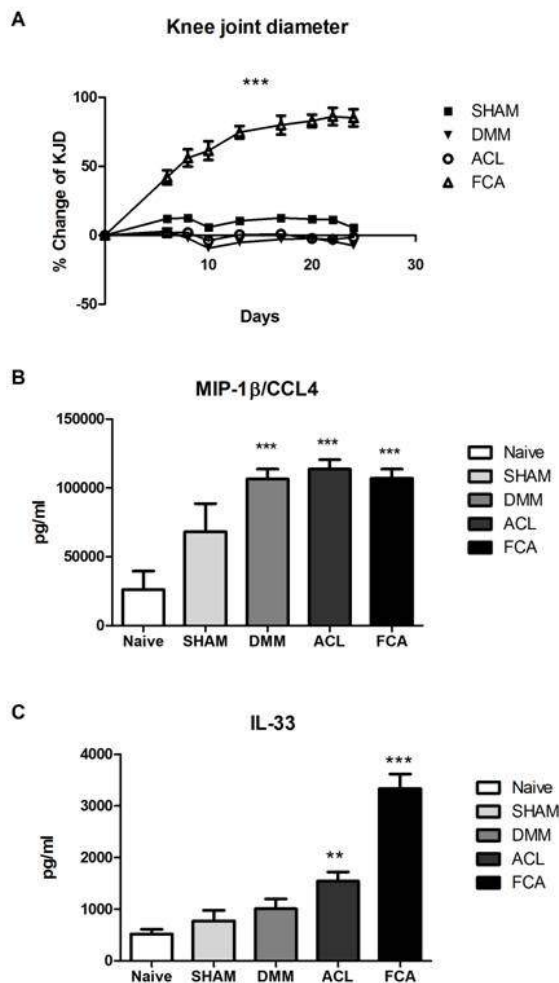 A
Knee joint diameter
***
% Change of KJD
100
50
0
-50
10
20
30
Days
SHAM
DMM
ACL
FCA
B
MIP-1β/CCL4
pg/ml
150000
100000
50000
0
***
***
***
Naive
SHAM
DMM
ACL
FCA
Naive
SHAM
DMM
ACL
FCA
C
IL-33
pg/ml
4000
3000
2000
1000
0
**
***
Naive
SHAM
DMM
ACL
FCA
Naive
SHAM
DMM
ACL
FCA